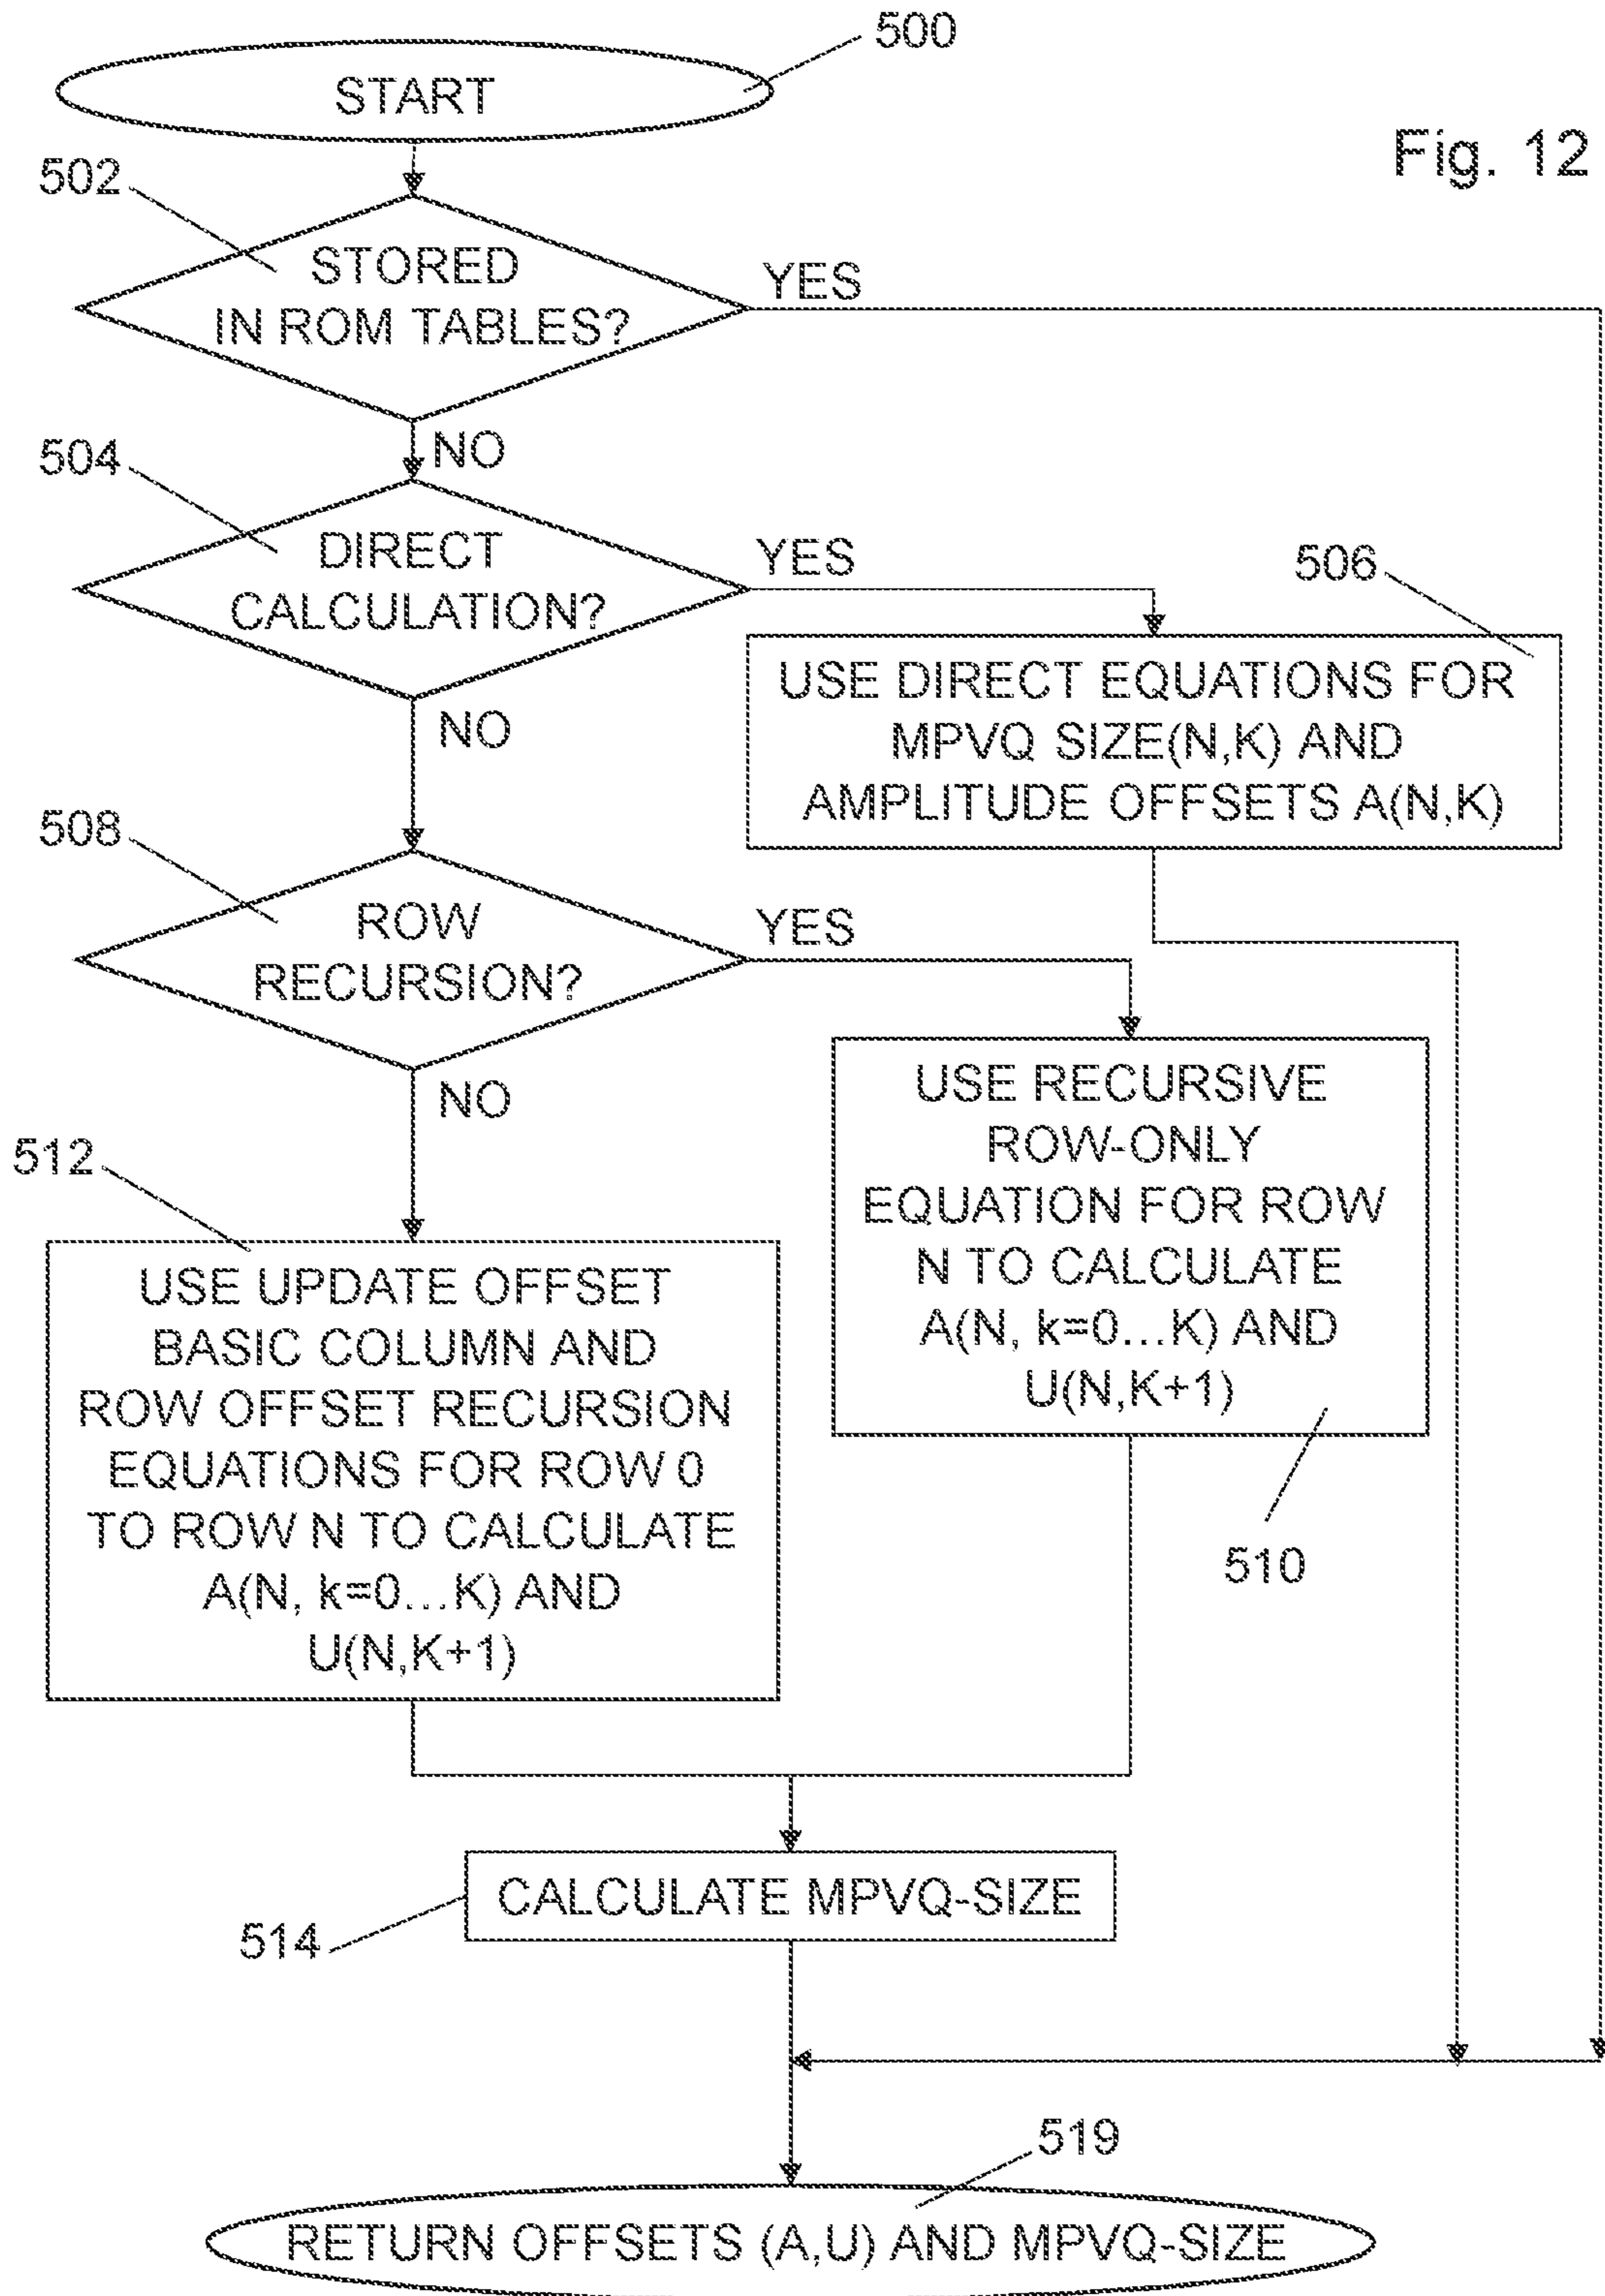 500
START
Fig. 12
502
STORED
IN ROM TABLES?
YES
NO
504
DIRECT
CALCULATION?
YES
506
USE DIRECT EQUATIONS FOR
MPVQ SIZE(N,K) AND
AMPLITUDE OFFSETS A(N,K)
NO
508
ROW
RECURSION?
YES
NO
USE RECURSIVE
ROW-ONLY
EQUATION FOR ROW
N TO CALCULATE
A(N, k=0...K) AND
U(N,K+1)
510
512
USE UPDATE OFFSET
BASIC COLUMN AND
ROW OFFSET RECURSION
EQUATIONS FOR ROW 0
TO ROW N TO CALCULATE
A(N, k=0...K) AND
U(N,K+1)
CALCULATE MPVQ-SIZE
514
519
RETURN OFFSETS (A,U) AND MPVQ-SIZE